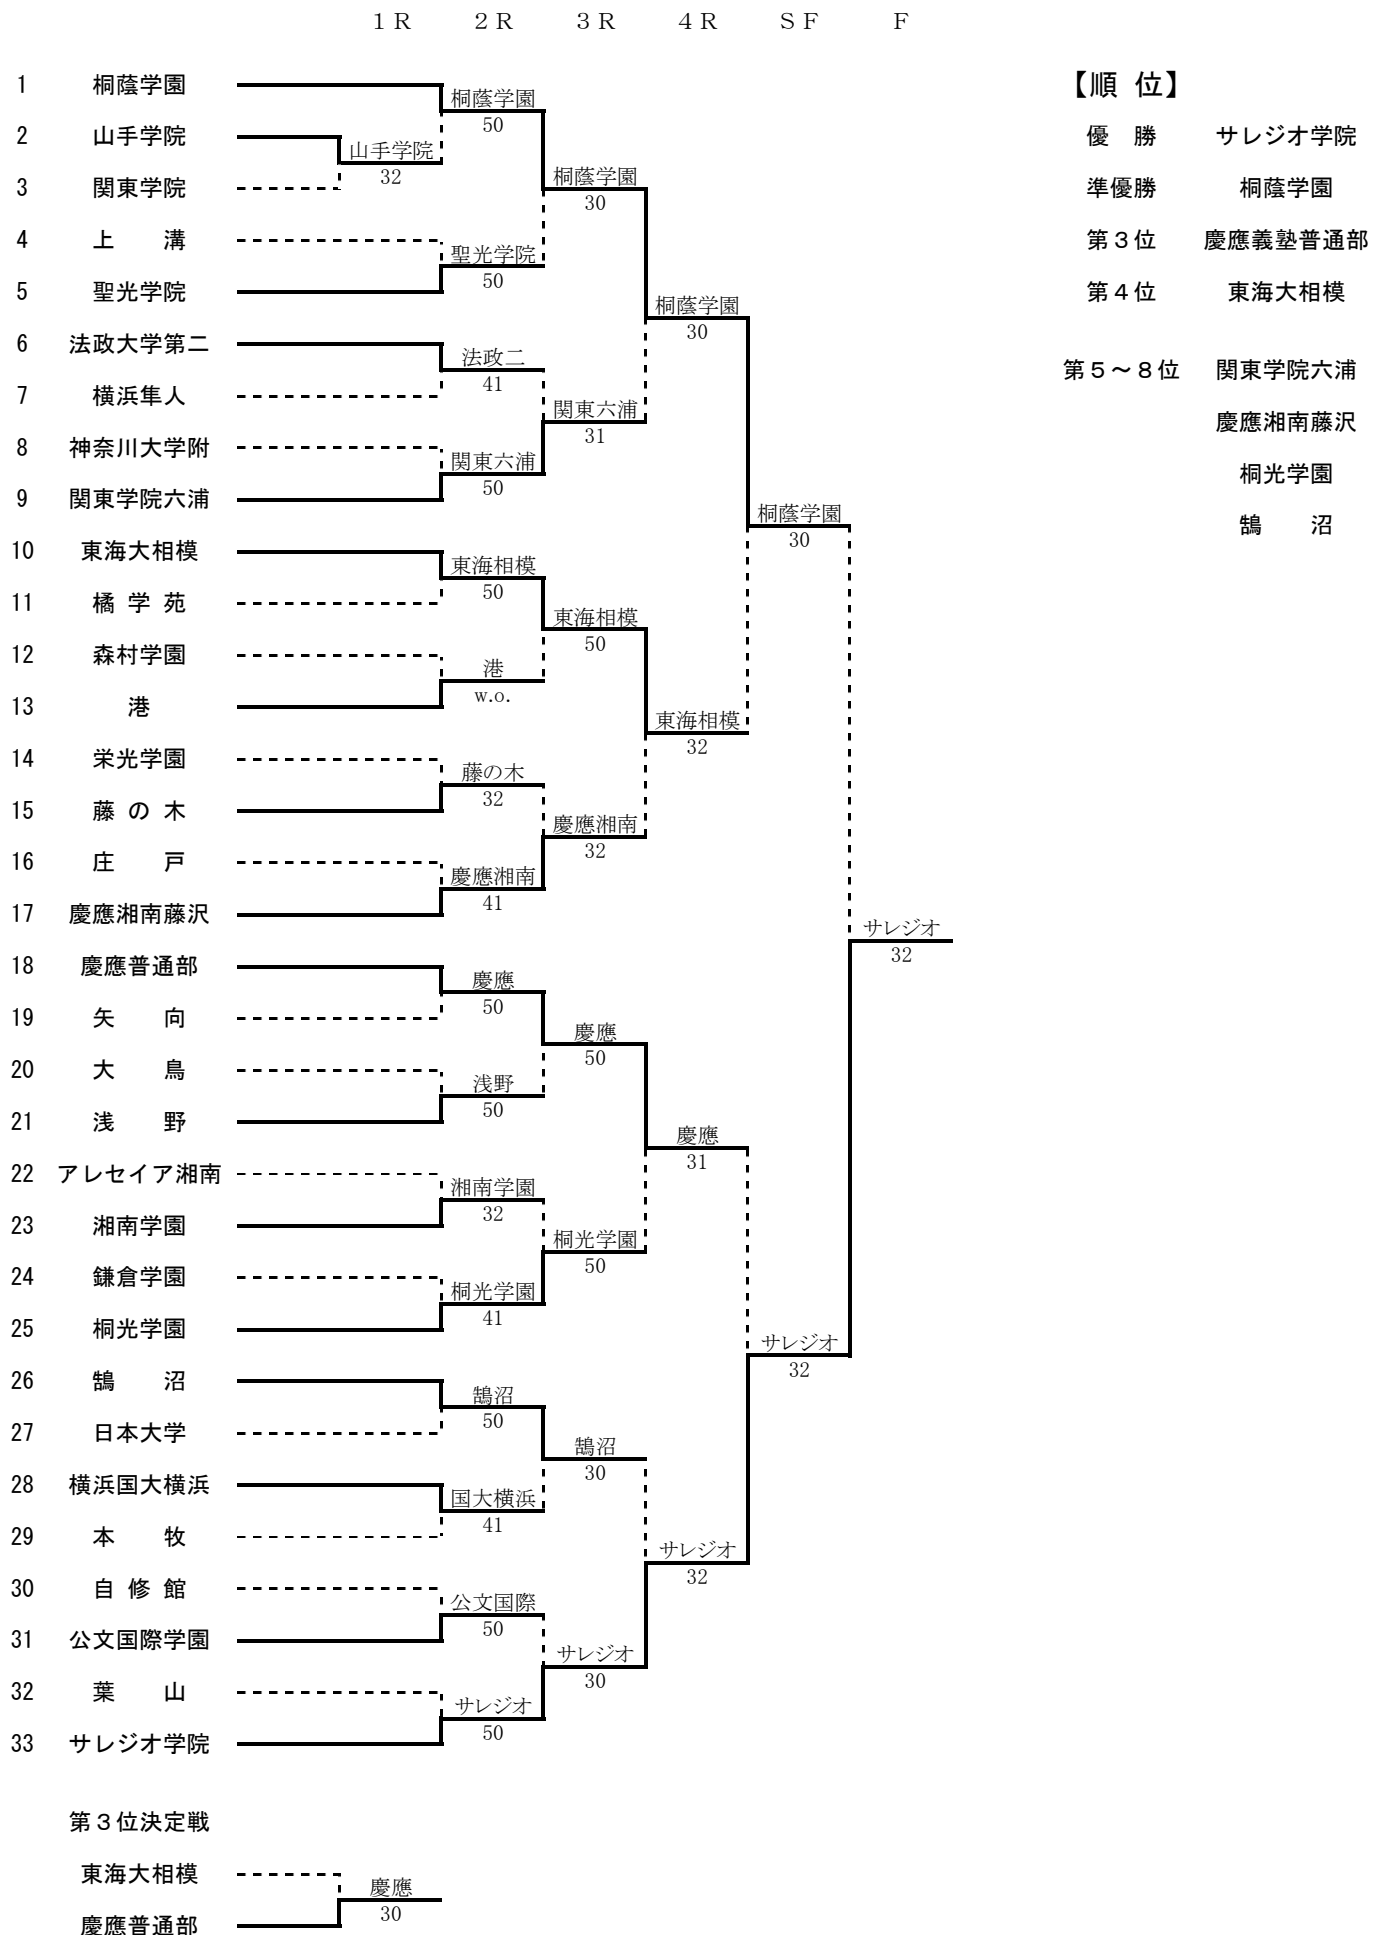 １Ｒ ２Ｒ ３Ｒ ４Ｒ ＳＦ Ｆ
1 桐蔭学園
桐蔭学園
50
2 山手学院
山手学院
32
3 関東学院
桐蔭学園
30
4 上　溝
聖光学院
50
5 聖光学院
桐蔭学園
30
6 法政大学第二
法政二
41
7 横浜隼人
関東六浦
31
8 神奈川大学附
関東六浦
50
9 関東学院六浦
桐蔭学園
30
10 東海大相模
東海相模
50
11 橘 学 苑
東海相模
50
12 森村学園
港
w.o.
13 港
東海相模
32
14 栄光学園
藤の木
32
15 藤 の 木
慶應湘南
32
16 庄　戸
慶應湘南
41
17 慶應湘南藤沢
サレジオ
32
18 慶應普通部
慶應
50
19 矢　向
慶應
50
20 大　鳥
浅野
50
21 浅　野
慶應
31
22 アレセイア湘南
湘南学園
32
23 湘南学園
桐光学園
50
24 鎌倉学園
桐光学園
41
25 桐光学園
サレジオ
32
26 鵠　沼
鵠沼
50
27 日本大学
鵠沼
30
28 横浜国大横浜
国大横浜
41
29 本　牧
サレジオ
32
30 自 修 館
公文国際
50
31 公文国際学園
サレジオ
30
32 葉　山
サレジオ
50
33 サレジオ学院
第３位決定戦
東海大相模
慶應
30
慶應普通部
【順 位】
優　勝 サレジオ学院
準優勝 桐蔭学園
第３位 慶應義塾普通部
第４位 東海大相模
第５～８位 関東学院六浦
慶應湘南藤沢
桐光学園
鵠　沼